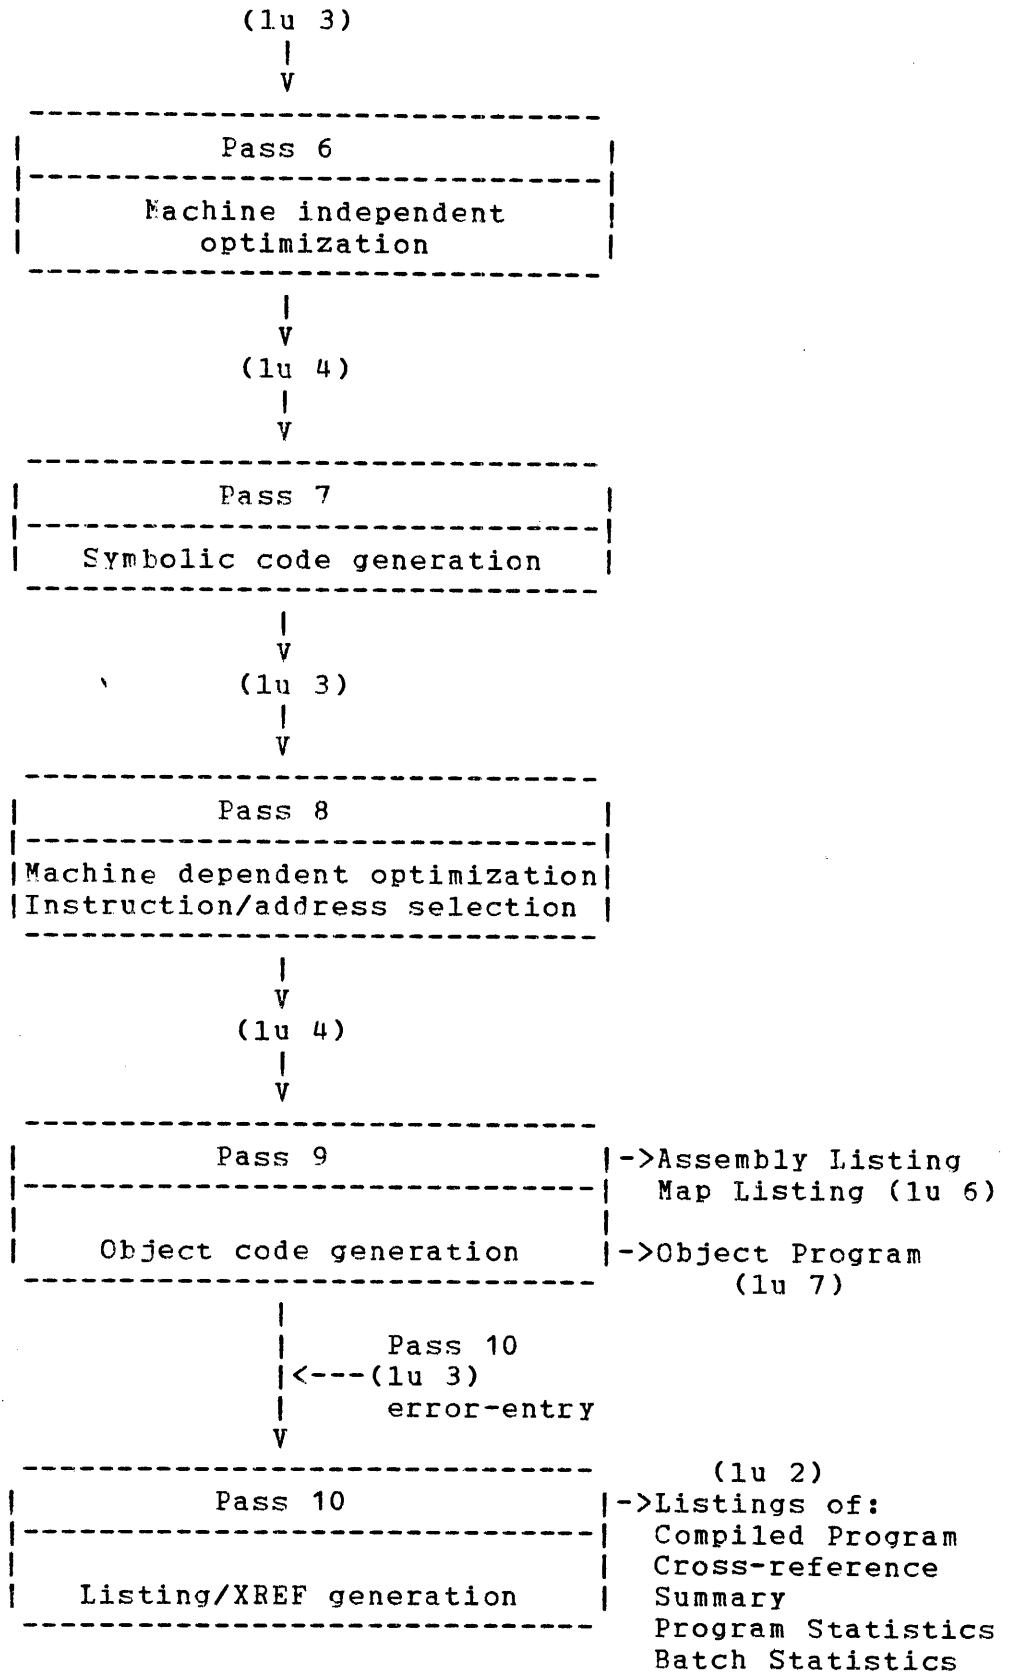 (lu 3)
|
V
------------------------------
| Pass 6 |
|------------------------------|
| Machine independent |
| optimization |
------------------------------
|
V
(lu 4)
|
V
------------------------------
| Pass 7 |
|------------------------------|
| Symbolic code generation |
------------------------------
|
V
(lu 3)
|
V
------------------------------
| Pass 8 |
|------------------------------|
|Machine dependent optimization|
|Instruction/address selection |
------------------------------
|
V
(lu 4)
|
V
------------------------------
| Pass 9 |->Assembly Listing
|------------------------------| Map Listing (lu 6)
| |
| Object code generation |->Object Program
------------------------------ (lu 7)
|
| Pass 10
|<---(lu 3)
| error-entry
V
------------------------------ (lu 2)
| Pass 10 |->Listings of:
|------------------------------| Compiled Program
| | Cross-reference
| Listing/XREF generation | Summary
------------------------------ Program Statistics
Batch Statistics